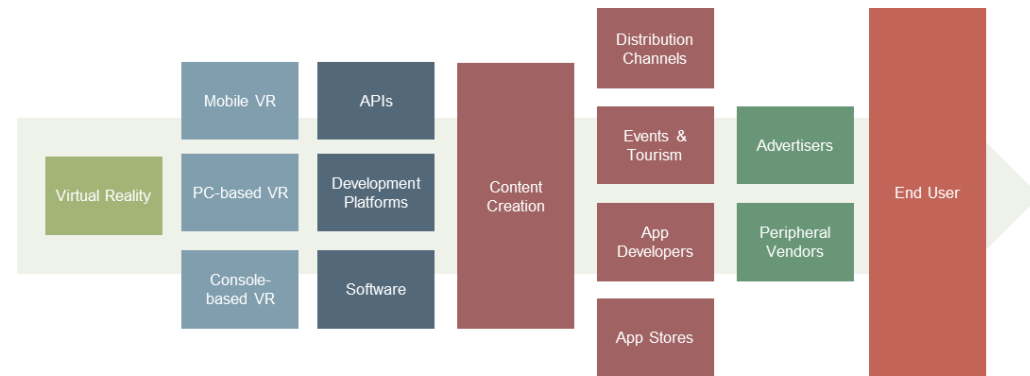 Virtual Reality
Mobile VR
PC-based VR
Console-
based VR
APIs
Development
Platforms
Software
Content
Creation
Distribution
Channels
Events &
Tourism
App
Developers
App Stores
Advertisers
Peripheral
Vendors
End User